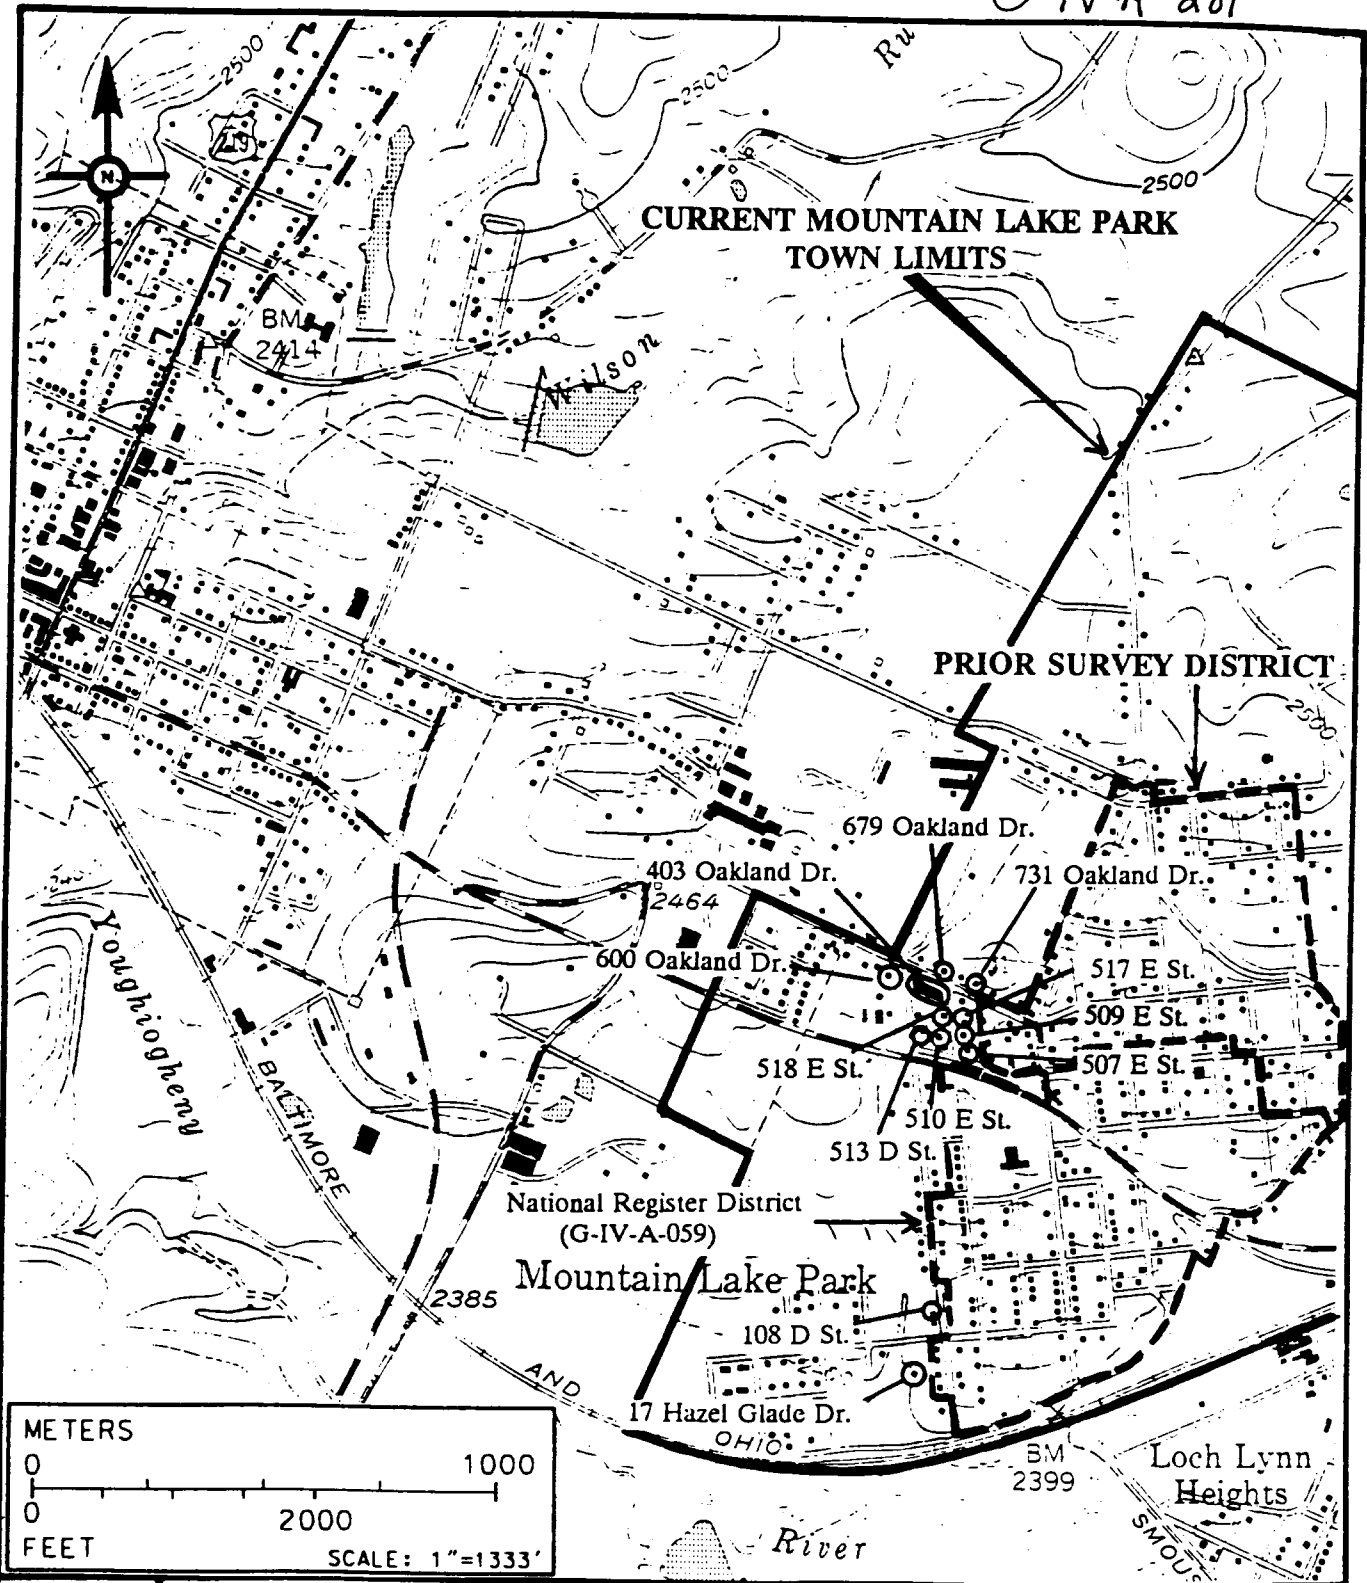 IV A 261
2500
Ru
2500
219
N
2500
CURRENT MOUNTAIN LAKE PARK
TOWN LIMITS
BM
2414
Wilson
PRIOR SURVEY DISTRICT
2500
679 Oakland Dr.
403 Oakland Dr.
731 Oakland Dr.
2464
600 Oakland Dr.
517 E St.
509 E St.
518 E St.
507 E St.
510 E St.
513 D St.
Youghiogheny
BALTIMORE
National Register District
(G-IV-A-059)
Mountain Lake Park
2385
108 D St.
AND
17 Hazel Glade Dr.
OHIO
BM
2399
Loch Lynn
Heights
SMOUS
River
METERS
0 1000
0 2000
FEET
SCALE: 1"=1333'